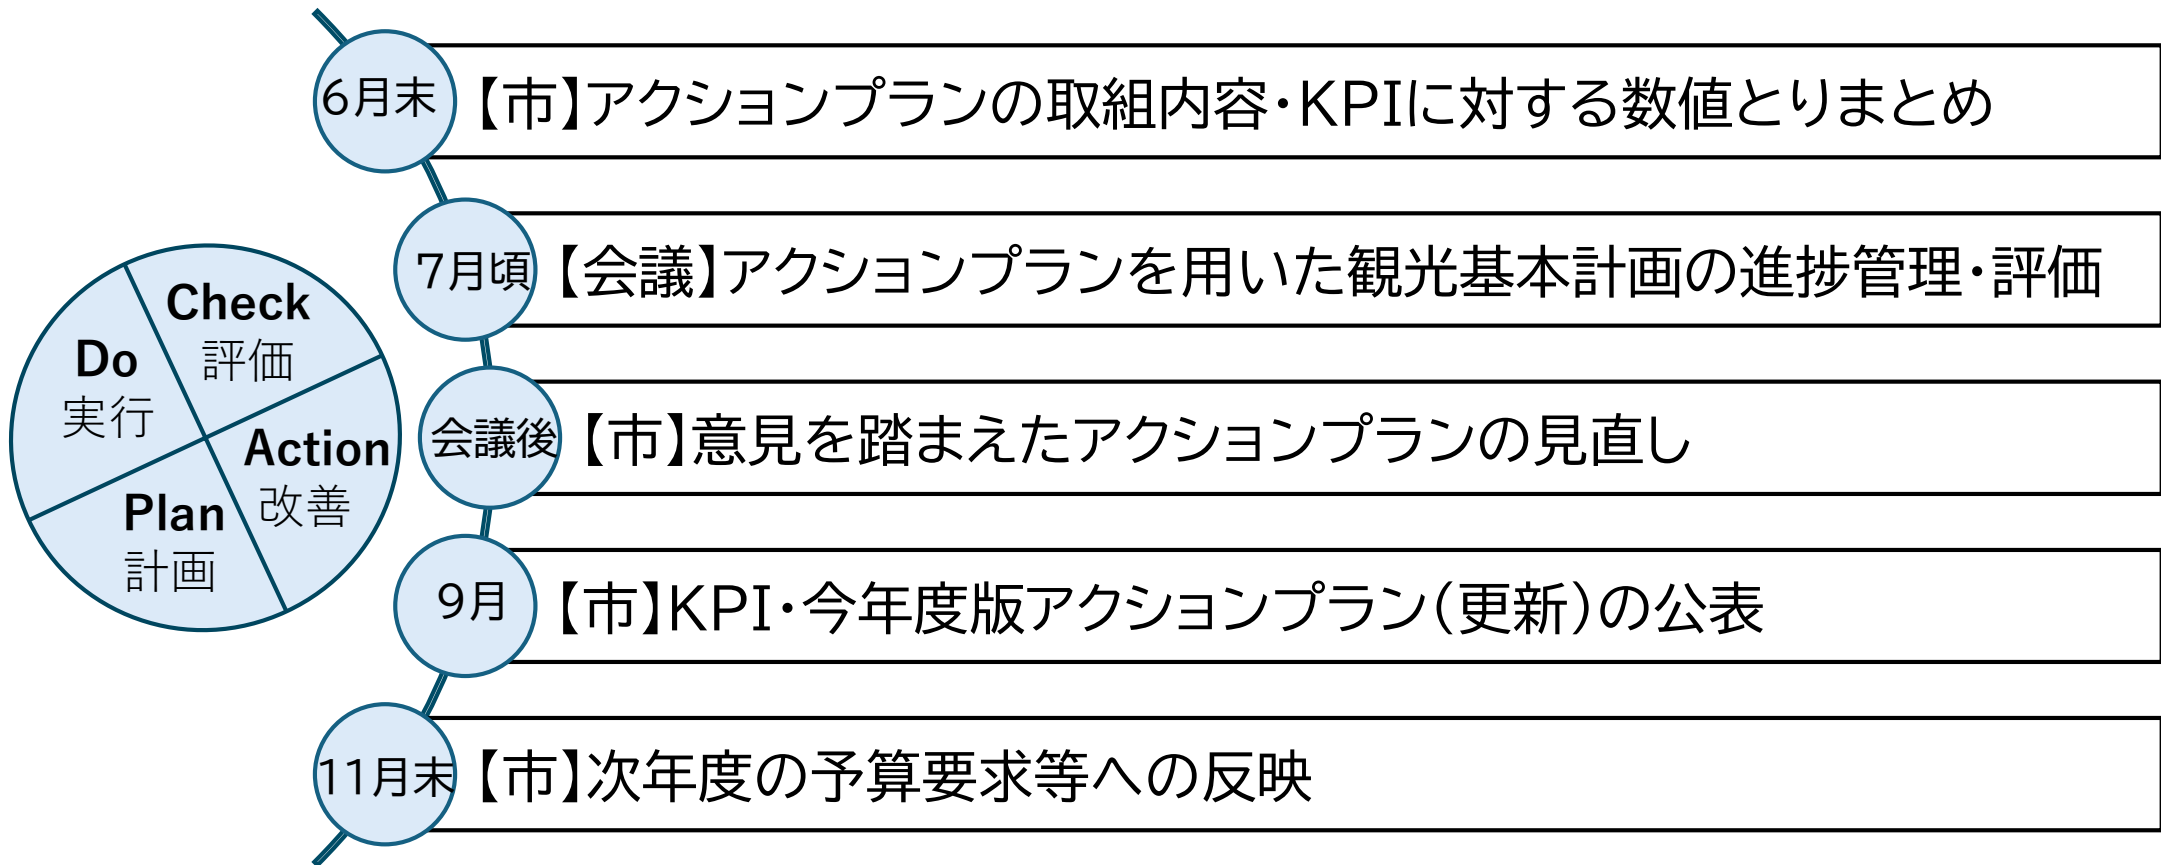 6月末
【市】アクションプランの取組内容・KPIに対する数値とりまとめ
7月頃
【会議】アクションプランを用いた観光基本計画の進捗管理・評価
会議後
【市】意見を踏まえたアクションプランの見直し
9月
【市】KPI・今年度版アクションプラン(更新)の公表
11月末
【市】次年度の予算要求等への反映
Plan
計画
Do
実行
Check
評価
Action
改善